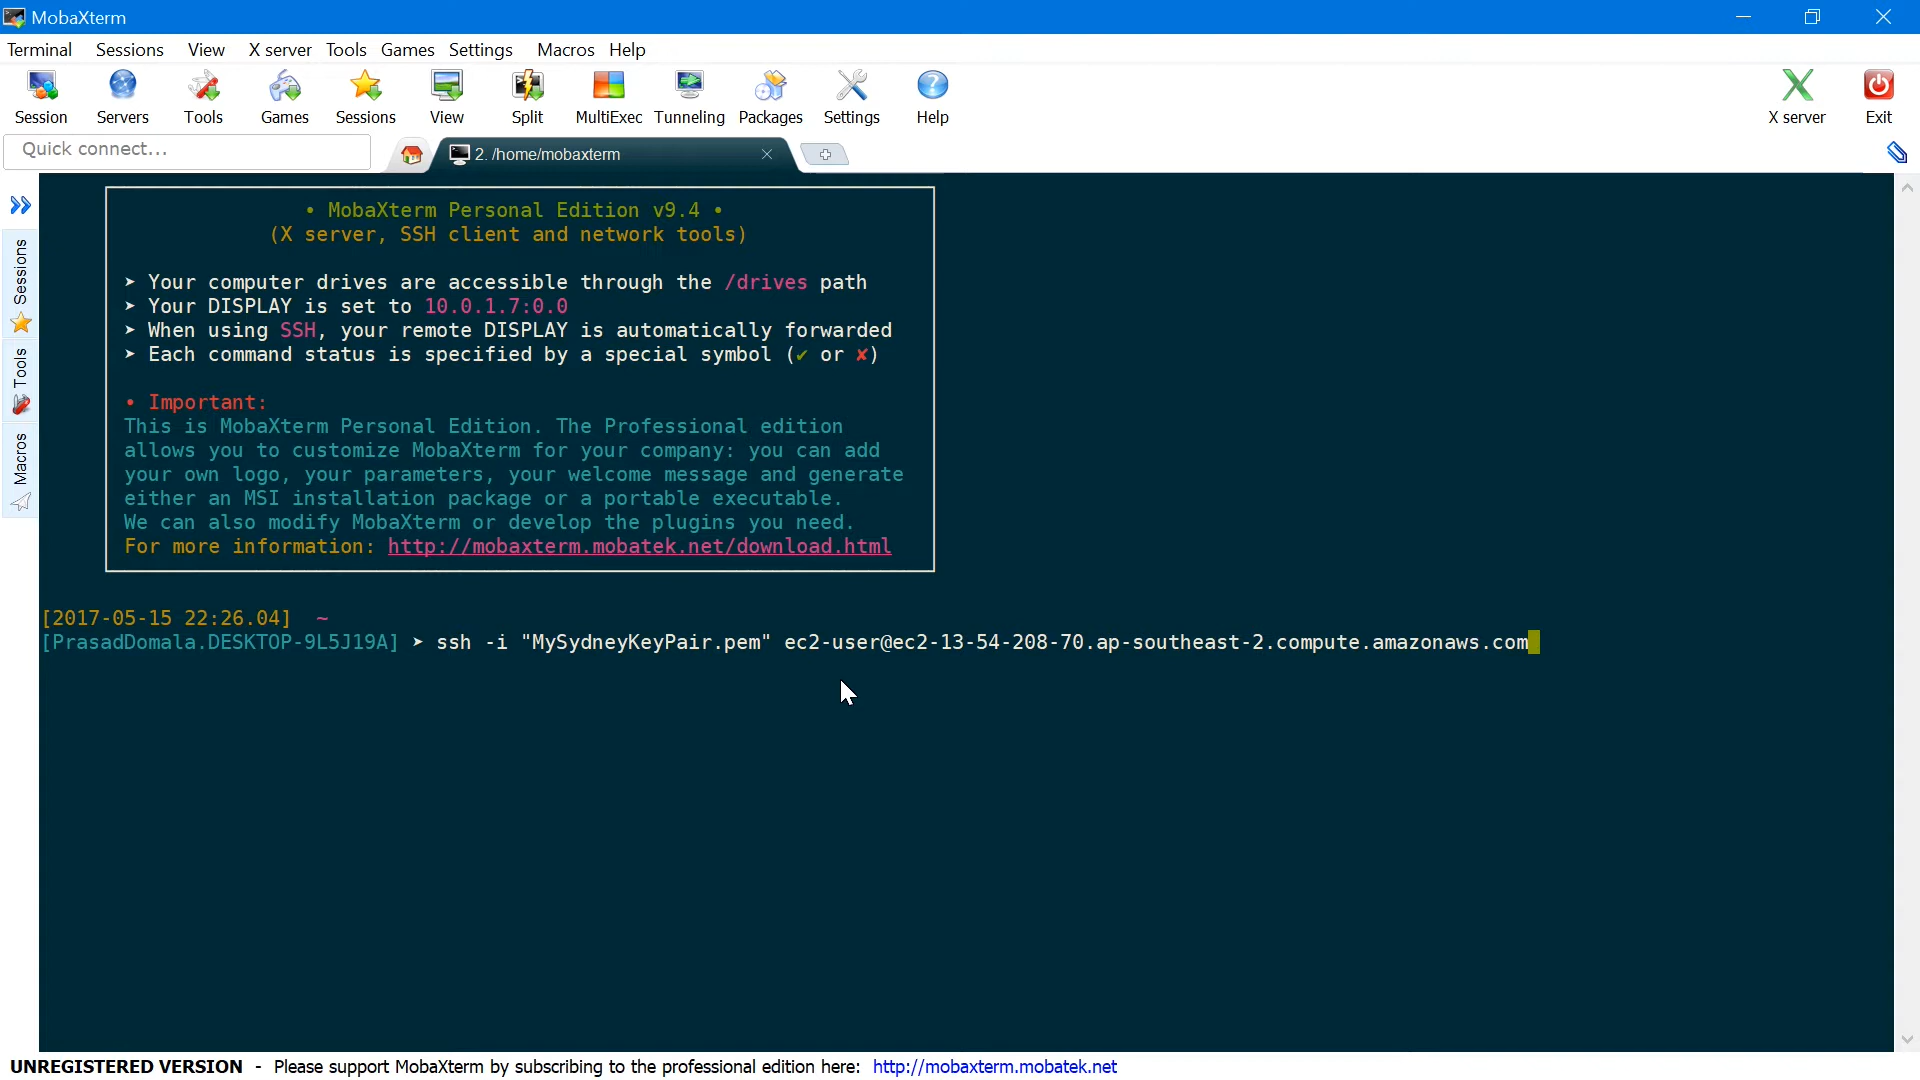 MobaXterm
Terminal Sessions View X server Tools Games Settings Macros Help
Session Servers Tools Games Sessions View Split MultiExec Tunneling Packages Settings Help X server Exit
Quick connect...
2. /home/mobaxterm
Sessions
Tools
Macros
• MobaXterm Personal Edition v9.4 •
(X server, SSH client and network tools)
➤ Your computer drives are accessible through the /drives path
➤ Your DISPLAY is set to 10.0.1.7:0.0
➤ When using SSH, your remote DISPLAY is automatically forwarded
➤ Each command status is specified by a special symbol (✔ or ✘)
• Important:
This is MobaXterm Personal Edition. The Professional edition
allows you to customize MobaXterm for your company: you can add
your own logo, your parameters, your welcome message and generate
either an MSI installation package or a portable executable.
We can also modify MobaXterm or develop the plugins you need.
For more information: http://mobaxterm.mobatek.net/download.html
[2017-05-15 22:26.04] ~
[PrasadDomala.DESKTOP-9L5J19A] ➤ ssh -i "MySydneyKeyPair.pem" ec2-user@ec2-13-54-208-70.ap-southeast-2.compute.amazonaws.com
UNREGISTERED VERSION - Please support MobaXterm by subscribing to the professional edition here: http://mobaxterm.mobatek.net